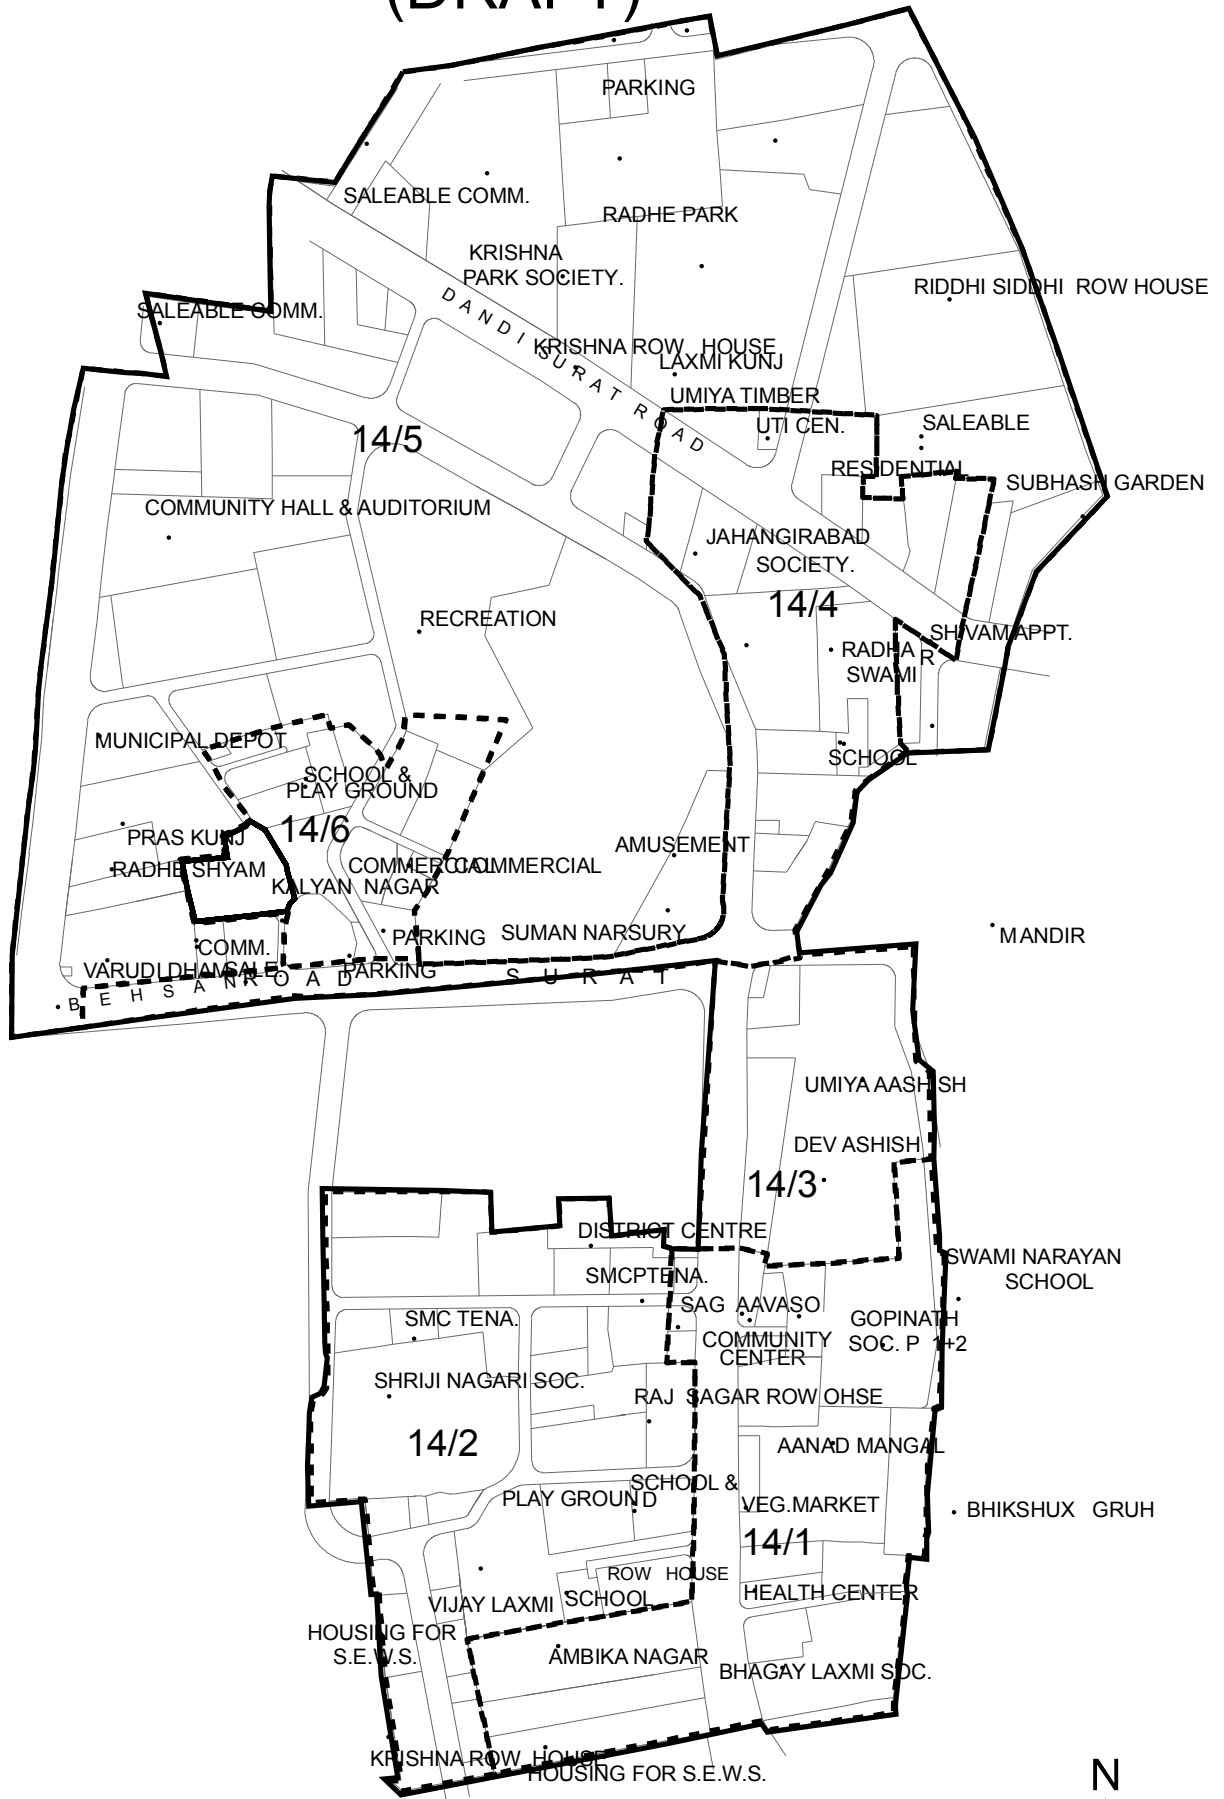 (DRAFT)
PARKING
SALEABLE COMM.
RADHE PARK
KRISHNA
PARK SOCIETY.
RIDDHI SIDDHI ROW HOUSE
SALEABLE COMM.
DANDI SURAT ROAD
KRISHNA ROW HOUSE
LAXMI KUNJ
UMIYA TIMBER
UTI CEN.
SALEABLE
14/5
RESIDENTIAL
SUBHASH GARDEN
COMMUNITY HALL & AUDITORIUM
JAHANGIRABAD
SOCIETY.
14/4
RECREATION
SHIVAM APPT.
RADHA R
SWAMI
MUNICIPAL DEPOT
SCHOOL
SCHOOL &
PLAY GROUND
14/6
PRAS KUNJ
AMUSEMENT
RADHE SHYAM
COMMERCIAL
COMMERCIAL
KALYAN NAGAR
PARKING
SUMAN NARSURY
MANDIR
COMM.
SALE.
VARUDI DHAM
PARKING
BEHSAN ROAD SURAT
UMIYA AASHISH
DEV ASHISH
14/3
DISTRICT CENTRE
SWAMI NARAYAN
SCHOOL
SMCPTENA.
SAG AAVASO
SMC TENA.
GOPINATH
SOC. P 1+2
COMMUNITY
CENTER
SHRIJI NAGARI SOC.
RAJ SAGAR ROW OHSE
14/2
AANAD MANGAL
SCHOOL &
PLAY GROUND
VEG.MARKET
BHIKSHUX GRUH
14/1
ROW HOUSE
HEALTH CENTER
SCHOOL
VIJAY LAXMI
HOUSING FOR
S.E.W.S.
AMBIKA NAGAR
BHAGAY LAXMI SOC.
KRISHNA ROW HOUSE
HOUSING FOR S.E.W.S.
N